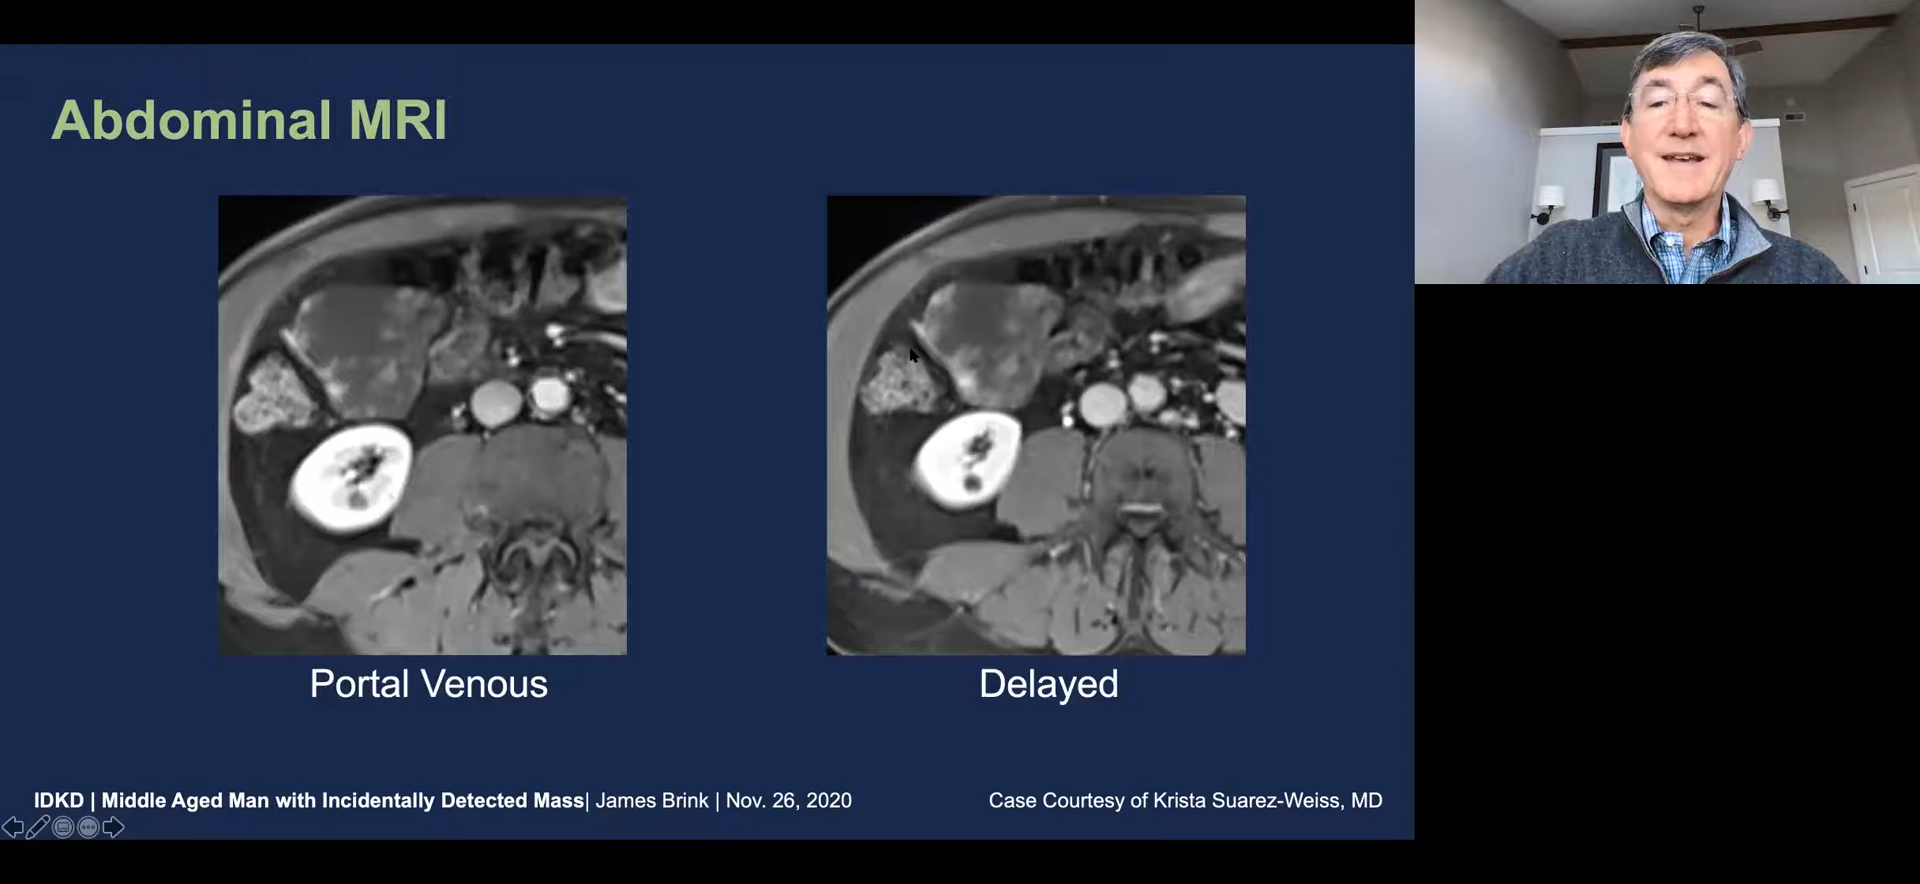 Abdominal MRI
Portal Venous
Delayed
IDKD | Middle Aged Man with Incidentally Detected Mass| James Brink | Nov. 26, 2020
Case Courtesy of Krista Suarez-Weiss, MD